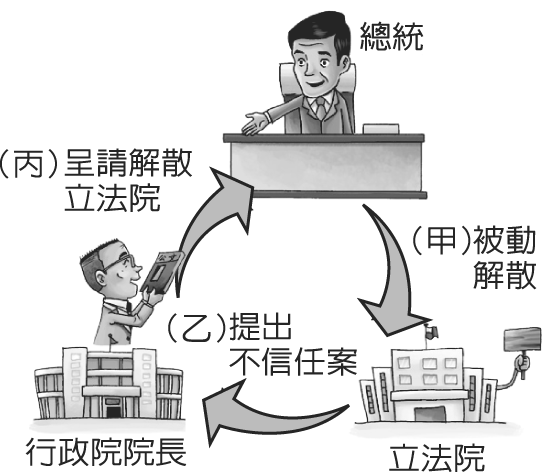 總統
(丙)呈請解散
立法院
(甲)被動
解散
(乙)提出
不信任案
行政院院長
立法院